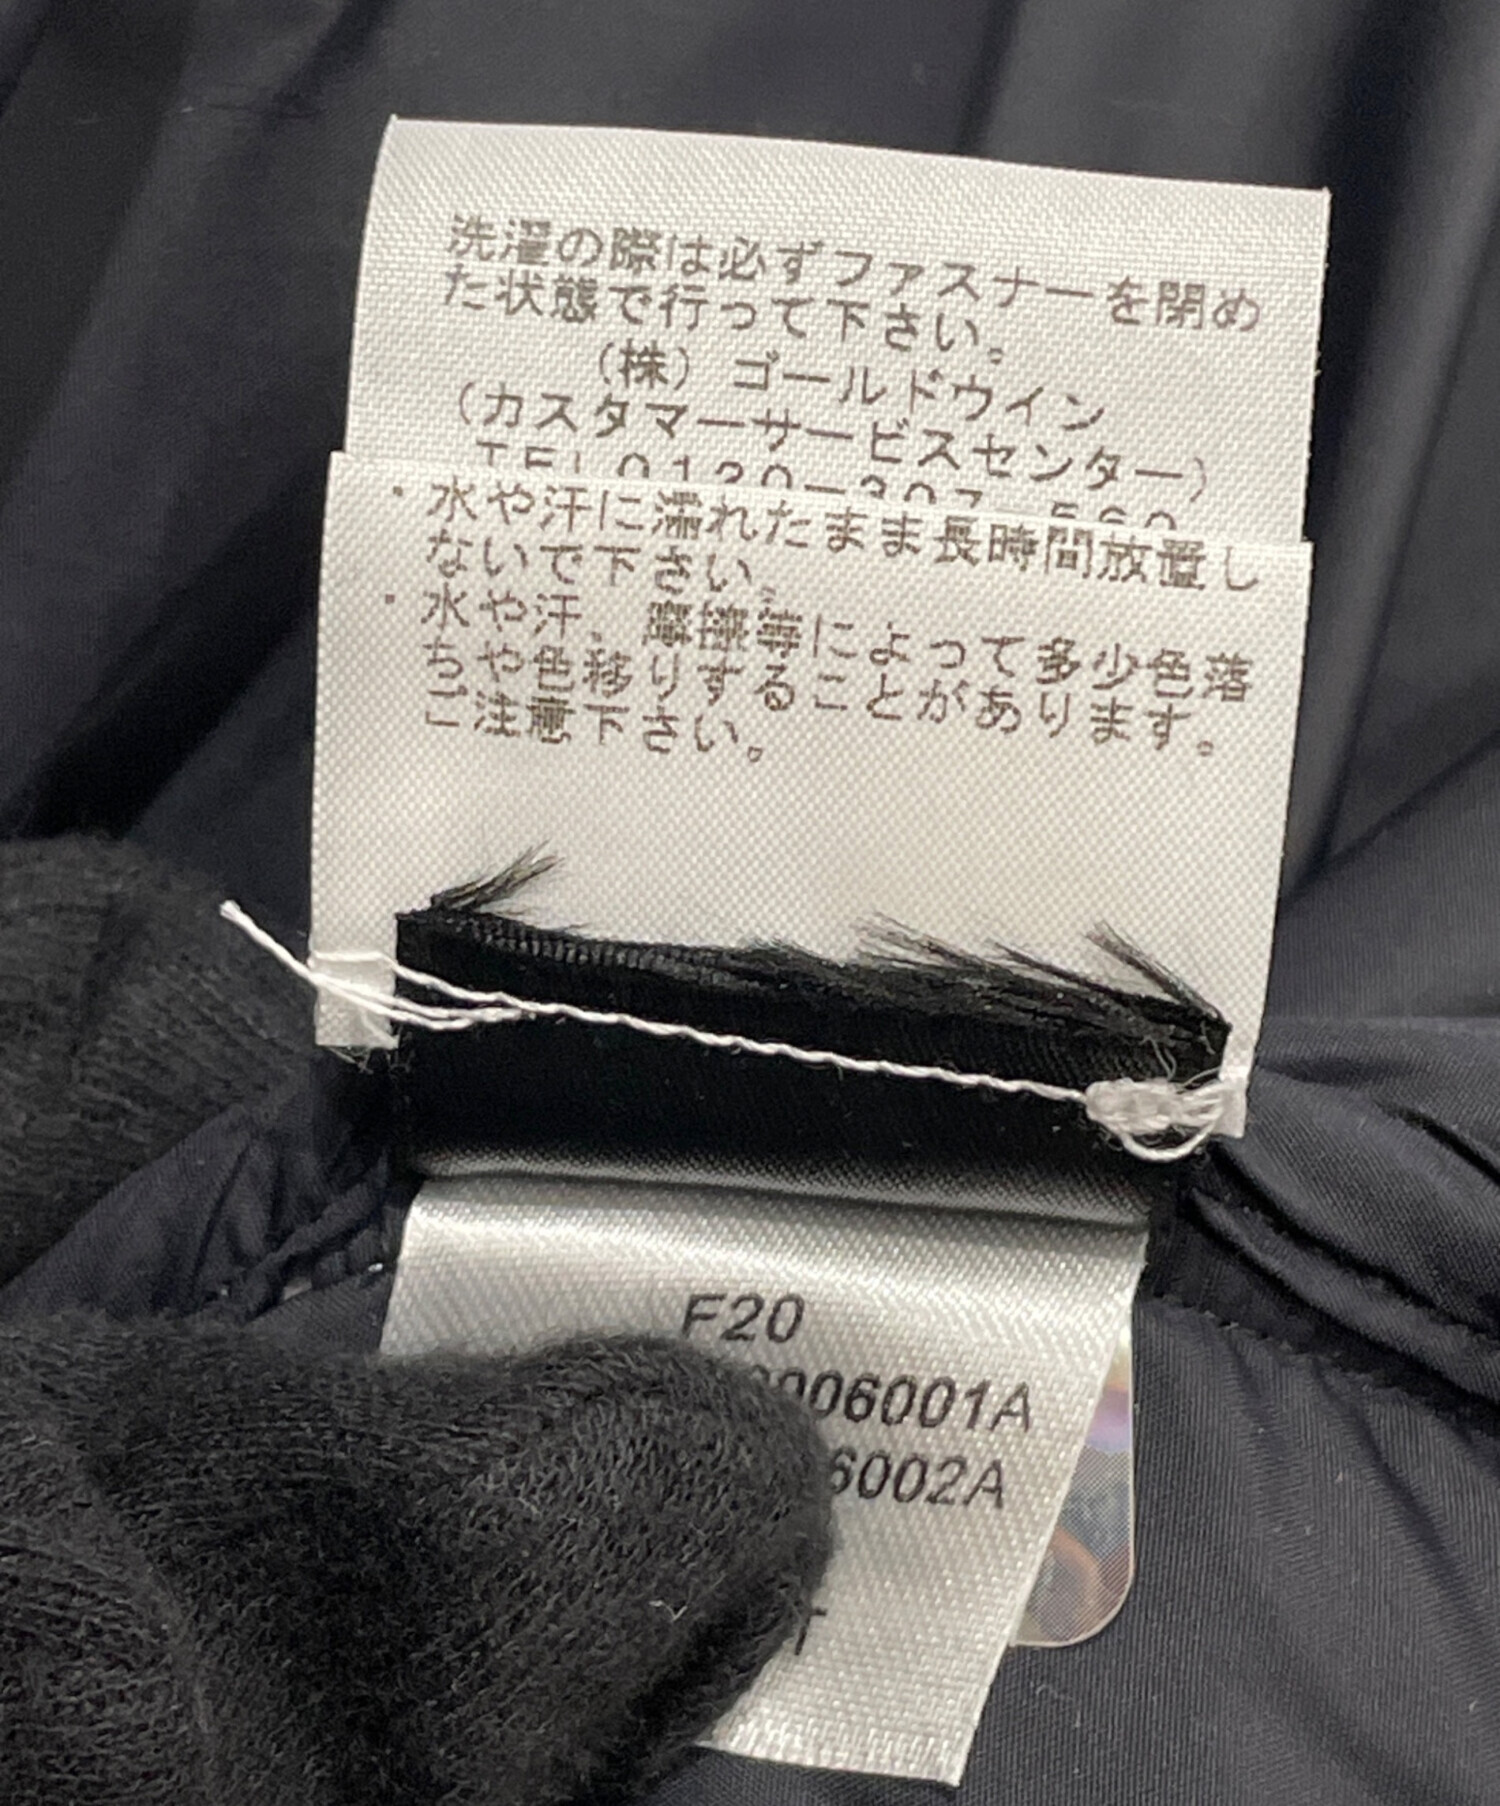 洗濯の際は必ずファスナーを閉め
た状態で行って下さい。
(株) ゴールドウイン
(カスタマーサービスセンター)
TEL0120-307-560
・水や汗に濡れたまま長時間放置し
ないで下さい。
・水や汗、摩擦等によって多少色落
ちや色移りすることがあります。
ご注意下さい。
F20
006001A
6002A